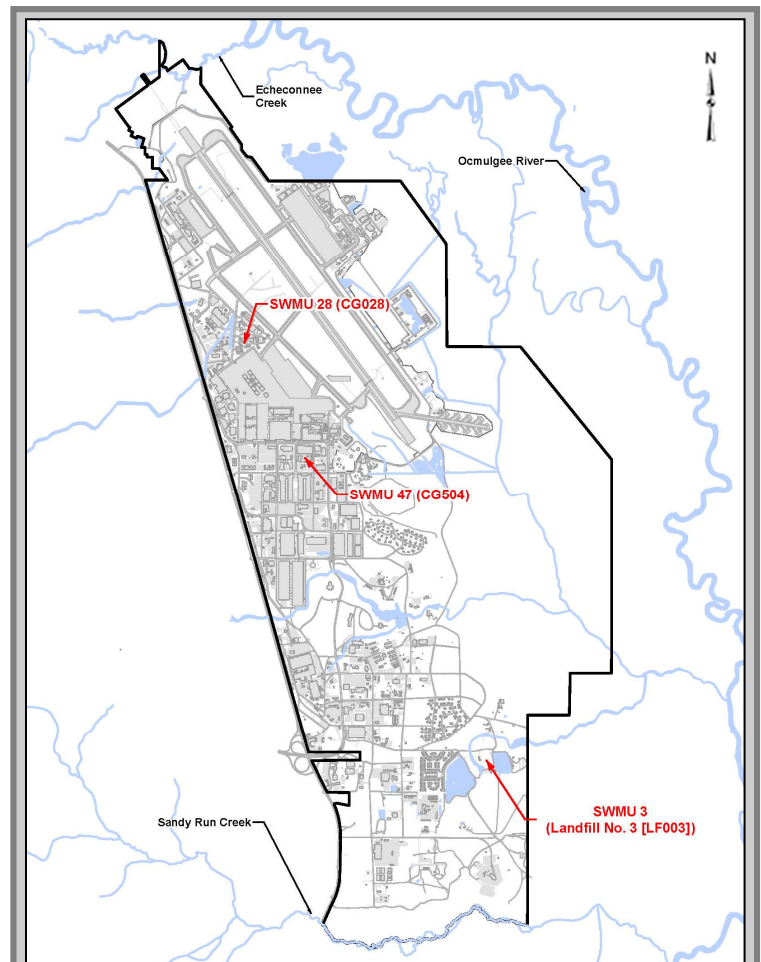 N
Echeconnee
Creek
Ocmulgee River
SWMU 28 (CG028)
SWMU 47 (CG504)
SWMU 3
(Landfill No. 3 [LF003])
Sandy Run Creek